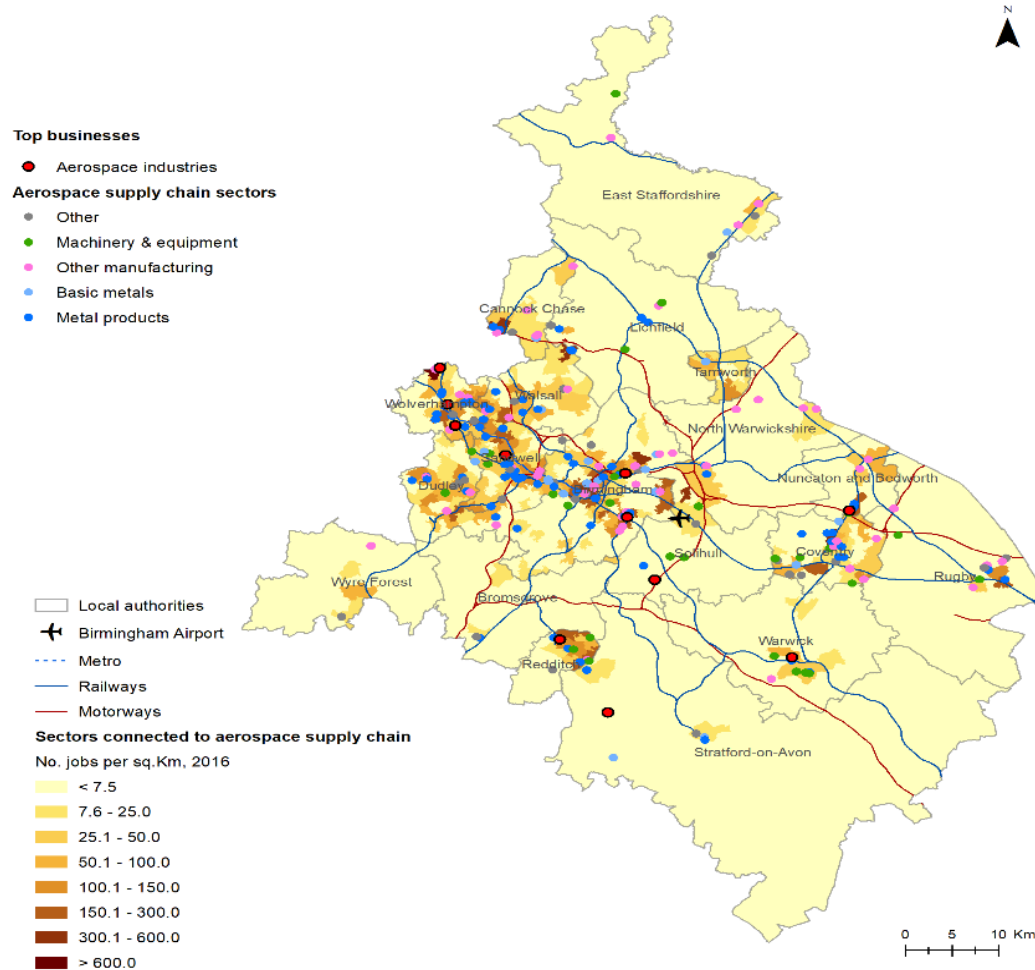 N
Top businesses
Aerospace industries
Aerospace supply chain sectors
Other
Machinery & equipment
Other manufacturing
Basic metals
Metal products
East Staffordshire
Cannock Chase
Lichfield
Tamworth
Wolverhampton
Walsall
North Warwickshire
Sandwell
Dudley
Birmingham
Nuneaton and Bedworth
Solihull
Coventry
Rugby
Wyre Forest
Bromsgrove
Redditch
Warwick
Stratford-on-Avon
Local authorities
Birmingham Airport
Metro
Railways
Motorways
Sectors connected to aerospace supply chain
No. jobs per sq.Km, 2016
< 7.5
7.6 - 25.0
25.1 - 50.0
50.1 - 100.0
100.1 - 150.0
150.1 - 300.0
300.1 - 600.0
> 600.0
0 5 10 Km